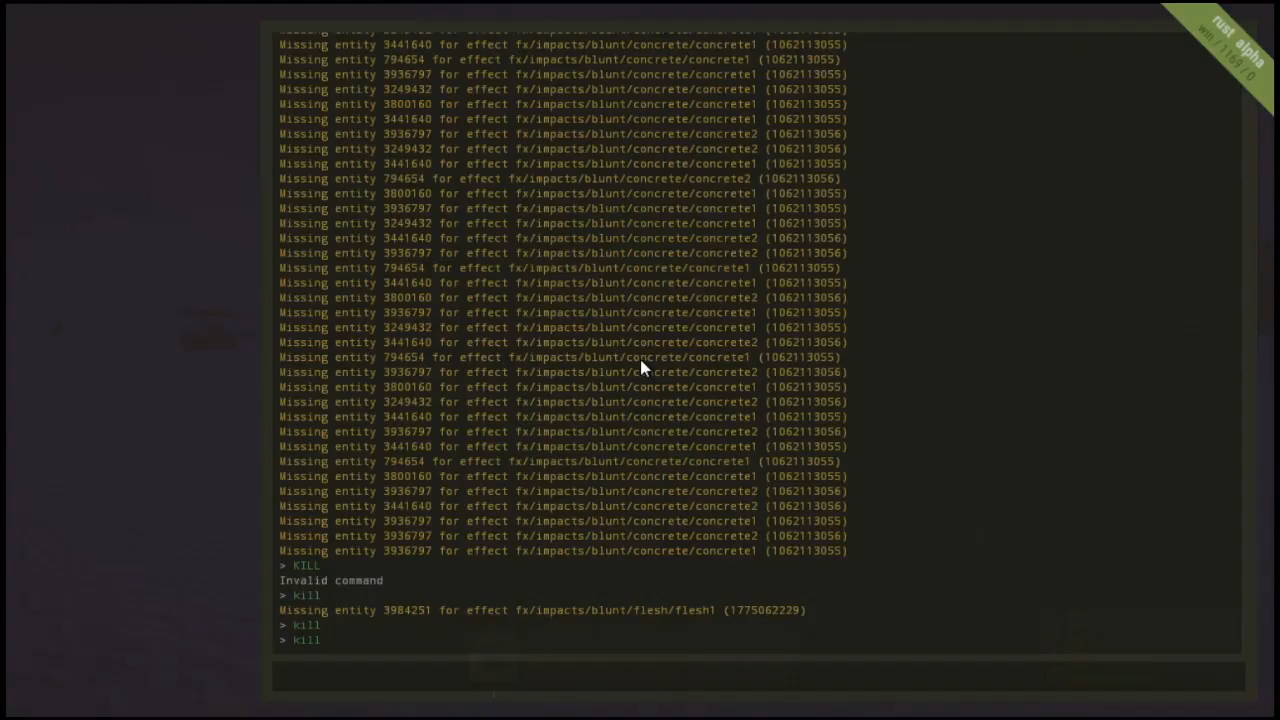 Missing entity 3441640 for effect fx/impacts/blunt/concrete/concrete1 (1062113055)
Missing entity 794654 for effect fx/impacts/blunt/concrete/concrete1 (1062113055)
Missing entity 3936797 for effect fx/impacts/blunt/concrete/concrete1 (1062113055)
Missing entity 3249432 for effect fx/impacts/blunt/concrete/concrete1 (1062113055)
Missing entity 3800160 for effect fx/impacts/blunt/concrete/concrete1 (1062113055)
Missing entity 3441640 for effect fx/impacts/blunt/concrete/concrete1 (1062113055)
Missing entity 3936797 for effect fx/impacts/blunt/concrete/concrete2 (1062113056)
Missing entity 3249432 for effect fx/impacts/blunt/concrete/concrete2 (1062113056)
Missing entity 3441640 for effect fx/impacts/blunt/concrete/concrete1 (1062113055)
Missing entity 794654 for effect fx/impacts/blunt/concrete/concrete2 (1062113056)
Missing entity 3800160 for effect fx/impacts/blunt/concrete/concrete1 (1062113055)
Missing entity 3936797 for effect fx/impacts/blunt/concrete/concrete1 (1062113055)
Missing entity 3249432 for effect fx/impacts/blunt/concrete/concrete1 (1062113055)
Missing entity 3441640 for effect fx/impacts/blunt/concrete/concrete2 (1062113056)
Missing entity 3936797 for effect fx/impacts/blunt/concrete/concrete2 (1062113056)
Missing entity 794654 for effect fx/impacts/blunt/concrete/concrete1 (1062113055)
Missing entity 3441640 for effect fx/impacts/blunt/concrete/concrete1 (1062113055)
Missing entity 3800160 for effect fx/impacts/blunt/concrete/concrete2 (1062113056)
Missing entity 3936797 for effect fx/impacts/blunt/concrete/concrete1 (1062113055)
Missing entity 3249432 for effect fx/impacts/blunt/concrete/concrete1 (1062113055)
Missing entity 3441640 for effect fx/impacts/blunt/concrete/concrete2 (1062113056)
Missing entity 794654 for effect fx/impacts/blunt/concrete/concrete1 (1062113055)
Missing entity 3936797 for effect fx/impacts/blunt/concrete/concrete2 (1062113056)
Missing entity 3800160 for effect fx/impacts/blunt/concrete/concrete1 (1062113055)
Missing entity 3249432 for effect fx/impacts/blunt/concrete/concrete2 (1062113056)
Missing entity 3441640 for effect fx/impacts/blunt/concrete/concrete1 (1062113055)
Missing entity 3936797 for effect fx/impacts/blunt/concrete/concrete2 (1062113056)
Missing entity 3441640 for effect fx/impacts/blunt/concrete/concrete1 (1062113055)
Missing entity 794654 for effect fx/impacts/blunt/concrete/concrete1 (1062113055)
Missing entity 3800160 for effect fx/impacts/blunt/concrete/concrete1 (1062113055)
Missing entity 3936797 for effect fx/impacts/blunt/concrete/concrete2 (1062113056)
Missing entity 3441640 for effect fx/impacts/blunt/concrete/concrete2 (1062113056)
Missing entity 3936797 for effect fx/impacts/blunt/concrete/concrete1 (1062113055)
Missing entity 3936797 for effect fx/impacts/blunt/concrete/concrete2 (1062113056)
Missing entity 3936797 for effect fx/impacts/blunt/concrete/concrete1 (1062113055)
> KILL
Invalid command
> kill
Missing entity 3984251 for effect fx/impacts/blunt/flesh/flesh1 (1775062229)
> kill
> kill
rust alpha
win / 1169 / 0